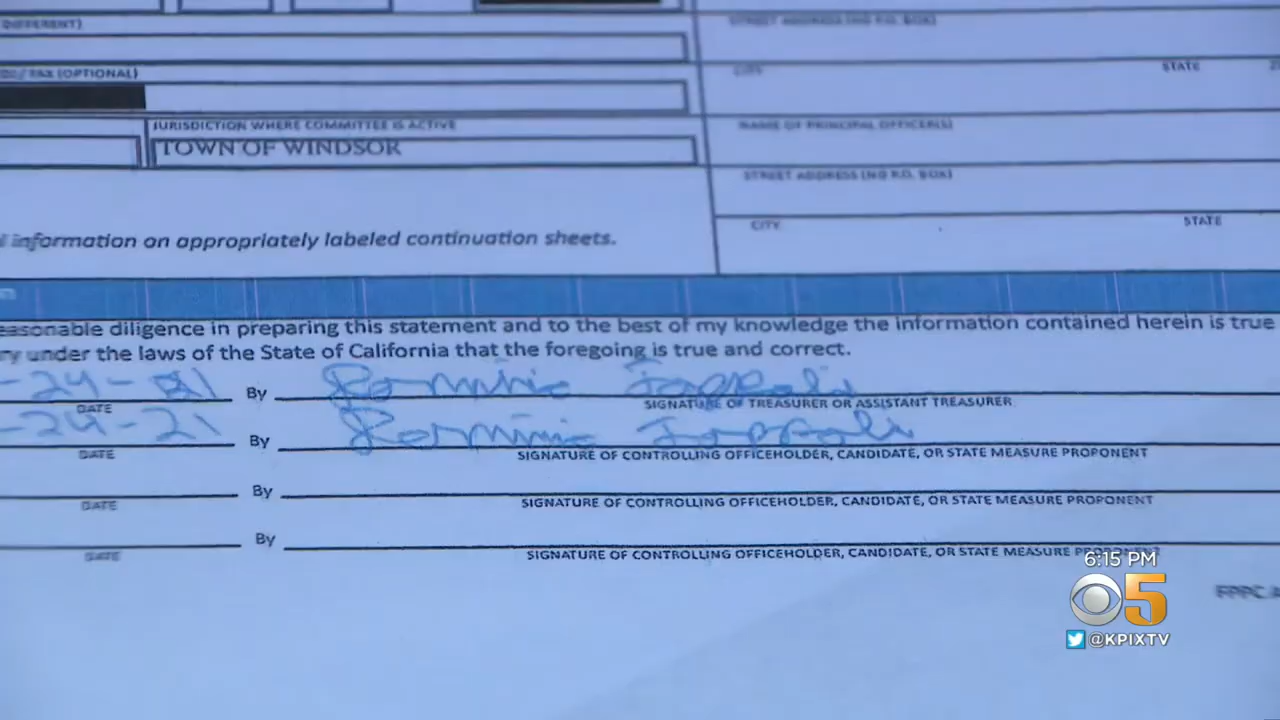 DIFFERENT)
STREET ADDRESS (NO P.O. BOX)
FAX (OPTIONAL)
CITY STATE
JURISDICTION WHERE COMMITTEE IS ACTIVE
NAME OF PRINCIPAL OFFICER(S)
TOWN OF WINDSOR
STREET ADDRESS (NO P.O. BOX)
CITY STATE
information on appropriately labeled continuation sheets.
easonable diligence in preparing this statement and to the best of my knowledge the information contained herein is true
ry under the laws of the State of California that the foregoing is true and correct.
-24-21 By
DATE SIGNATURE OF TREASURER OR ASSISTANT TREASURER
-24-21 By
DATE SIGNATURE OF CONTROLLING OFFICEHOLDER, CANDIDATE, OR STATE MEASURE PROPONENT
By
DATE SIGNATURE OF CONTROLLING OFFICEHOLDER, CANDIDATE, OR STATE MEASURE PROPONENT
By
DATE SIGNATURE OF CONTROLLING OFFICEHOLDER, CANDIDATE, OR STATE MEASURE PROPONENT
6:15 PM
FPPC A
5
@KPIXTV